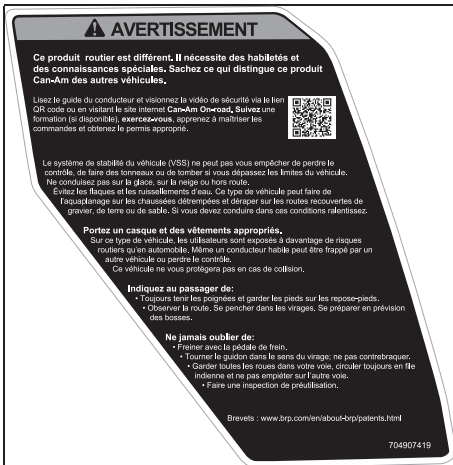 AVERTISSEMENT
Ce produit routier est différent. Il nécessite des habiletés et
des connaissances spéciales. Sachez ce qui distingue ce produit
Can-Am des autres véhicules.
Lisez le guide du conducteur et visionnez la vidéo de sécurité via le lien
QR code ou en visitant le site internet Can-Am On-road. Suivez une
formation (si disponible), exercez-vous, apprenez à maîtriser les
commandes et obtenez le permis approprié.
Le système de stabilité du véhicule (VSS) ne peut pas vous empêcher de perdre le
contrôle, de faire des tonneaux ou de tomber si vous dépassez les limites du véhicule.
Ne conduisez pas sur la glace, sur la neige ou hors route.
Évitez les flaques et les ruissellements d'eau. Ce type de véhicule peut faire de
l'aquaplanage sur les chaussées détrempées et déraper sur les routes recouvertes de
gravier, de terre ou de sable. Si vous devez conduire dans ces conditions ralentissez.
Portez un casque et des vêtements appropriés.
Sur ce type de véhicule, les utilisateurs sont exposés à davantage de risques
routiers qu'en automobile. Même un conducteur habile peut être frappé par un
autre véhicule ou perdre le contrôle.
Ce véhicule ne vous protègera pas en cas de collision.
Indiquez au passager de:
• Toujours tenir les poignées et garder les pieds sur les repose-pieds.
• Observer la route. Se pencher dans les virages. Se préparer en prévision
des bosses.
Ne jamais oublier de:
• Freiner avec la pédale de frein.
• Tourner le guidon dans le sens du virage; ne pas contrebraquer.
• Garder toutes les roues dans votre voie, circuler toujours en file
indienne et ne pas empiéter sur l'autre voie.
• Faire une inspection de préutilisation.
Brevets : www.brp.com/en/about-brp/patents.html
704907419